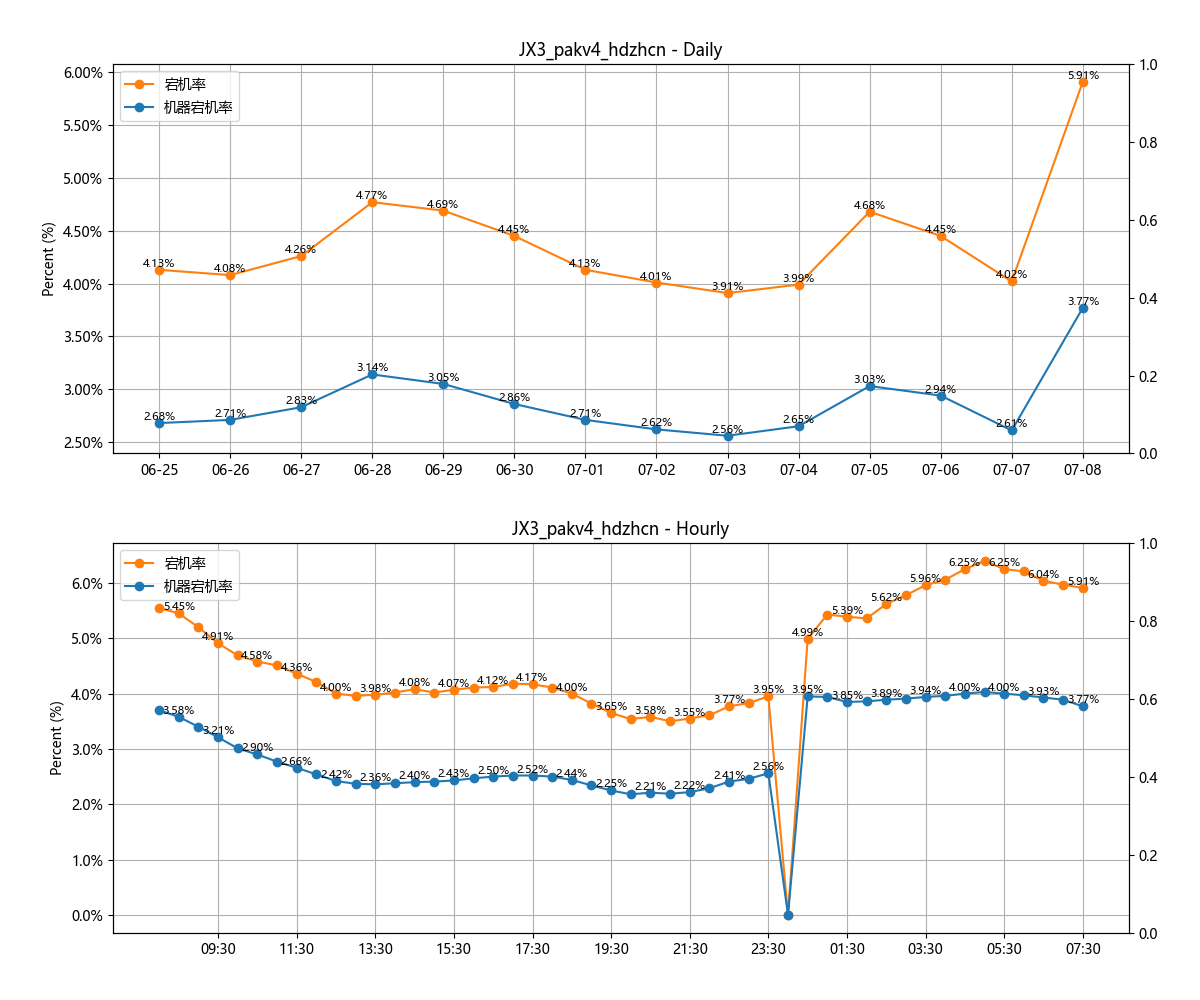 JX3_pakv4_hdzhcn - Daily
宕机率
机器宕机率
Percent (%)
6.00%
5.50%
5.00%
4.50%
4.00%
3.50%
3.00%
2.50%
1.0
0.8
0.6
0.4
0.2
0.0
4.13% 4.08% 4.26% 4.77% 4.69% 4.45% 4.13% 4.01% 3.91% 3.99% 4.68% 4.45% 4.02% 5.91%
2.68% 2.71% 2.83% 3.14% 3.05% 2.86% 2.71% 2.62% 2.56% 2.65% 3.03% 2.94% 2.61% 3.77%
06-25 06-26 06-27 06-28 06-29 06-30 07-01 07-02 07-03 07-04 07-05 07-06 07-07 07-08
JX3_pakv4_hdzhcn - Hourly
宕机率
机器宕机率
Percent (%)
6.0%
5.0%
4.0%
3.0%
2.0%
1.0%
0.0%
1.0
0.8
0.6
0.4
0.2
0.0
5.45% 4.91% 4.58% 4.36% 4.00% 3.98% 4.08% 4.07% 4.12% 4.17% 4.00% 3.65% 3.58% 3.55% 3.77% 3.95% 4.99% 5.39% 5.62% 5.96% 6.25% 6.25% 6.04% 5.91%
3.58% 3.21% 2.90% 2.66% 2.42% 2.36% 2.40% 2.43% 2.50% 2.52% 2.44% 2.25% 2.21% 2.22% 2.41% 2.56% 3.95% 3.85% 3.89% 3.94% 4.00% 4.00% 3.93% 3.77%
09:30 11:30 13:30 15:30 17:30 19:30 21:30 23:30 01:30 03:30 05:30 07:30